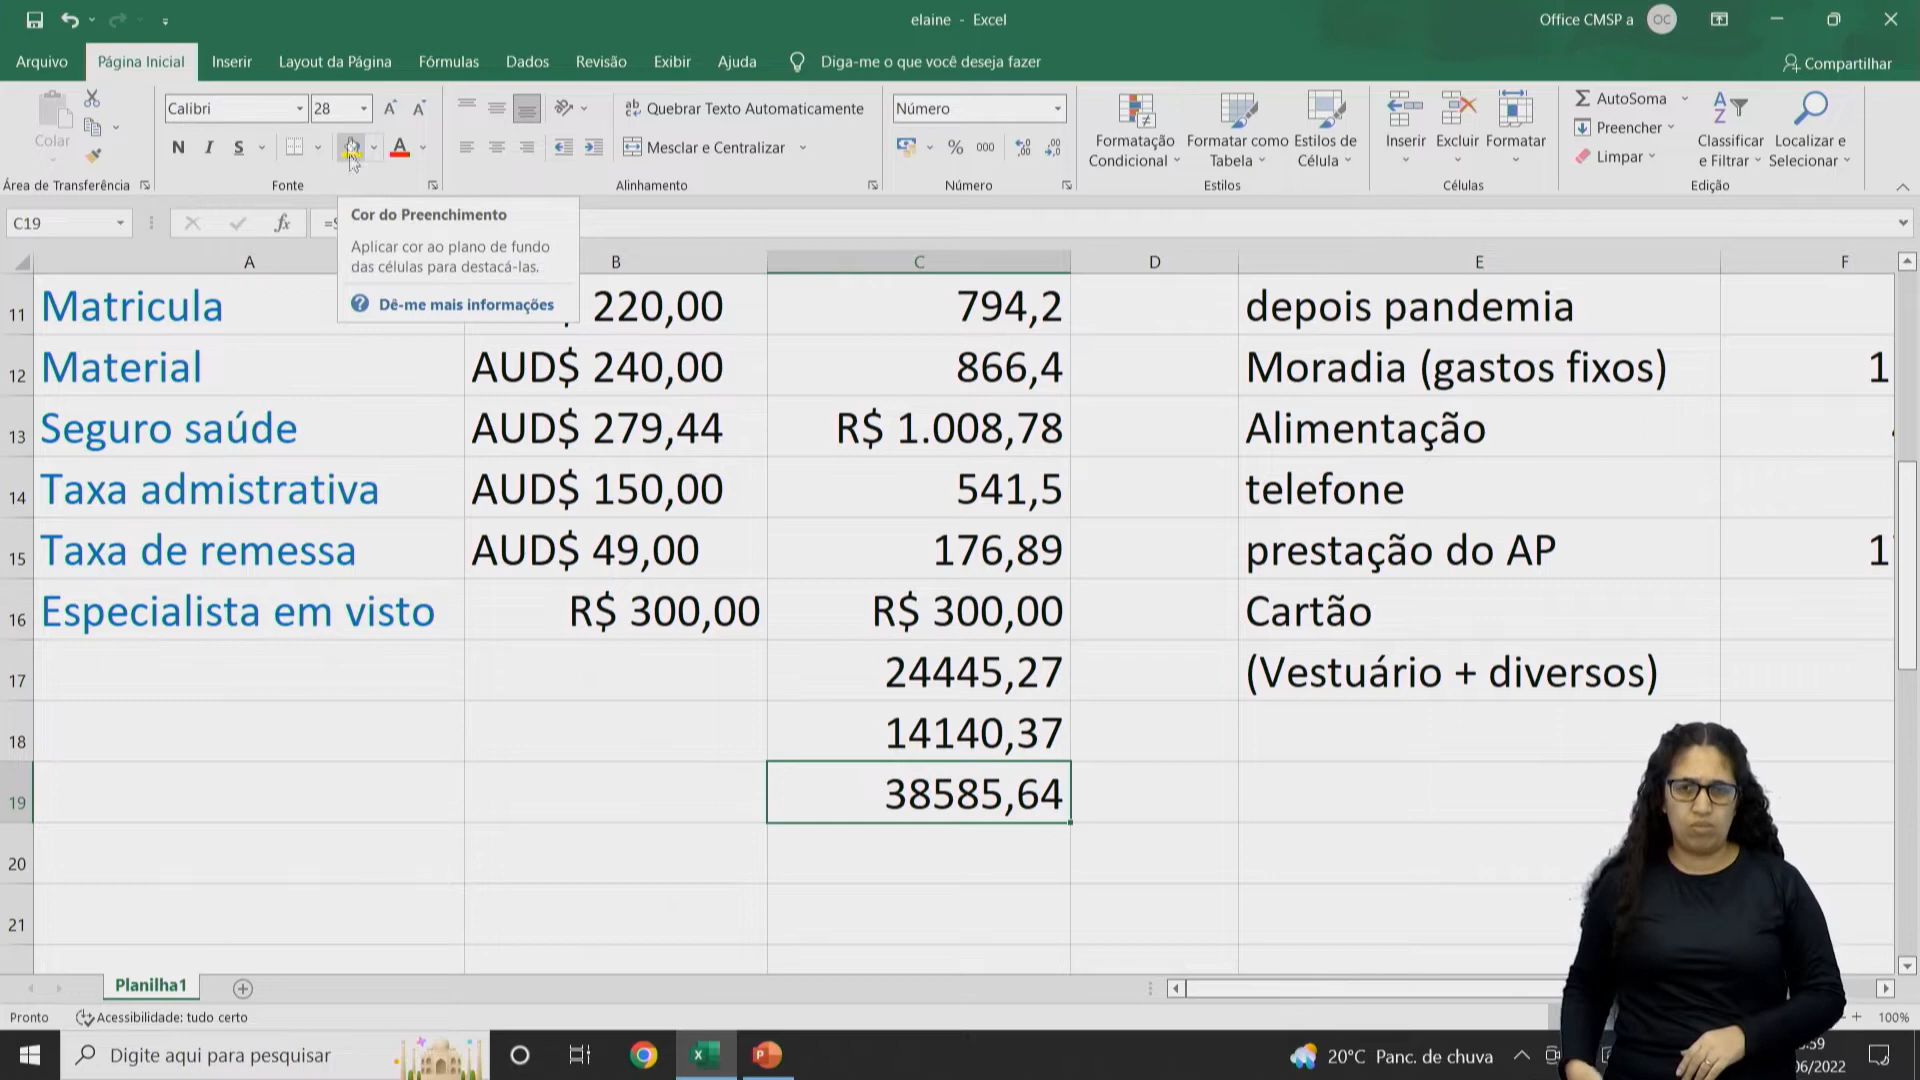 elaine - Excel
Office CMSP a
OC
Arquivo
Página Inicial
Inserir
Layout da Página
Fórmulas
Dados
Revisão
Exibir
Ajuda
Diga-me o que você deseja fazer
Compartilhar
Colar
Calibri
28
N I S
Quebrar Texto Automaticamente
Mesclar e Centralizar
Número
% 000
Formatação Condicional
Formatar como Tabela
Estilos de Célula
Inserir
Excluir
Formatar
AutoSoma
Preencher
Limpar
Classificar e Filtrar
Localizar e Selecionar
Área de Transferência
Fonte
Alinhamento
Número
Estilos
Células
Edição
C19
fx
Cor do Preenchimento
Aplicar cor ao plano de fundo
das células para destacá-las.
Dê-me mais informações
A B C D E F
11 Matricula 220,00 794,2 depois pandemia
12 Material AUD$ 240,00 866,4 Moradia (gastos fixos) 1
13 Seguro saúde AUD$ 279,44 R$ 1.008,78 Alimentação
14 Taxa admistrativa AUD$ 150,00 541,5 telefone
15 Taxa de remessa AUD$ 49,00 176,89 prestação do AP
16 Especialista em visto R$ 300,00 R$ 300,00 Cartão
17 24445,27 (Vestuário + diversos)
18 14140,37
19 38585,64
20
21
Planilha1
Pronto
Acessibilidade: tudo certo
100%
Digite aqui para pesquisar
20°C Panc. de chuva